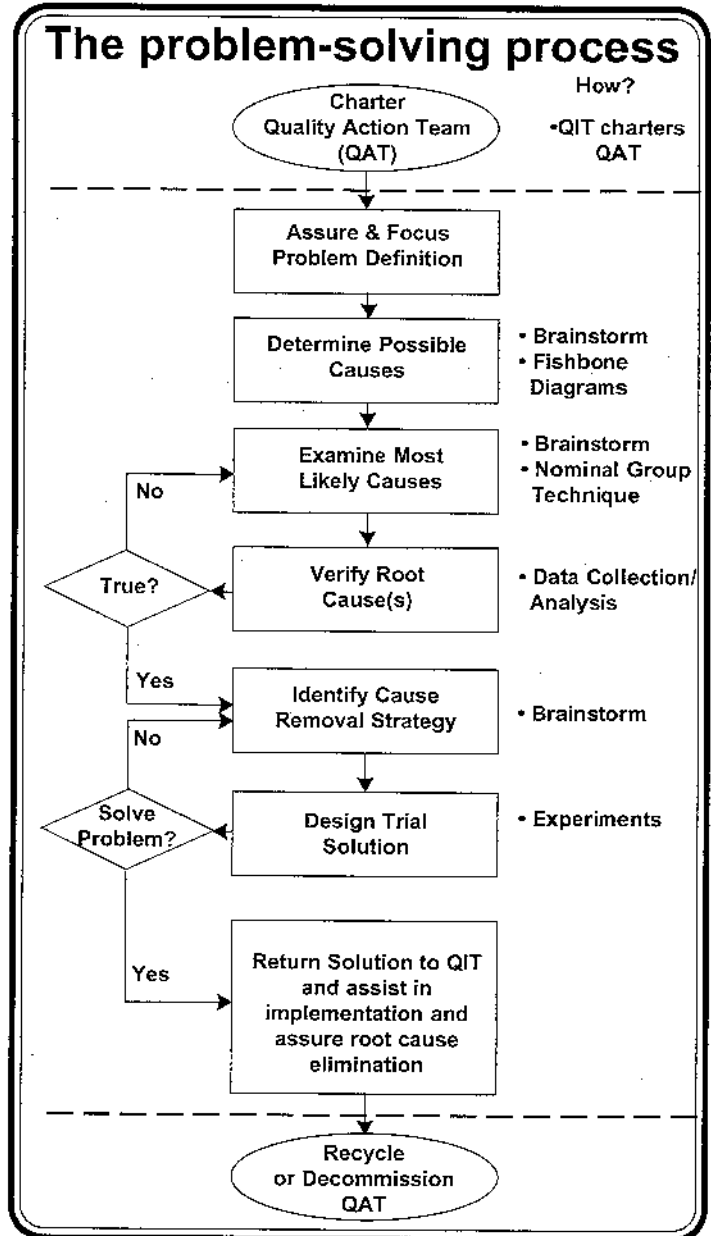 The problem-solving process
How?
Charter
Quality Action Team
(QAT)
•QIT charters
QAT
Assure & Focus
Problem Definition
Determine Possible
Causes
• Brainstorm
• Fishbone
Diagrams
Examine Most
Likely Causes
• Brainstorm
• Nominal Group
Technique
No
True?
Verify Root
Cause(s)
• Data Collection/
Analysis
Yes
Identify Cause
Removal Strategy
• Brainstorm
No
Solve
Problem?
Design Trial
Solution
• Experiments
Yes
Return Solution to QIT
and assist in
implementation and
assure root cause
elimination
Recycle
or Decommission
QAT